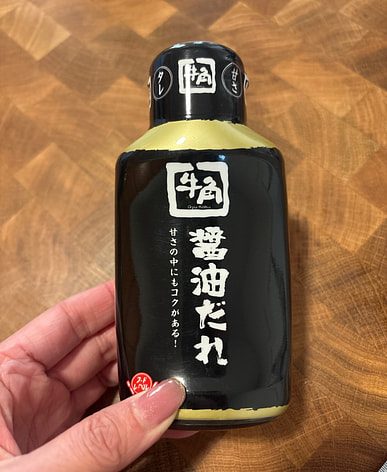 タレ
牛角
甘さ
牛角
醤油だれ
甘さの中にもコクがある！